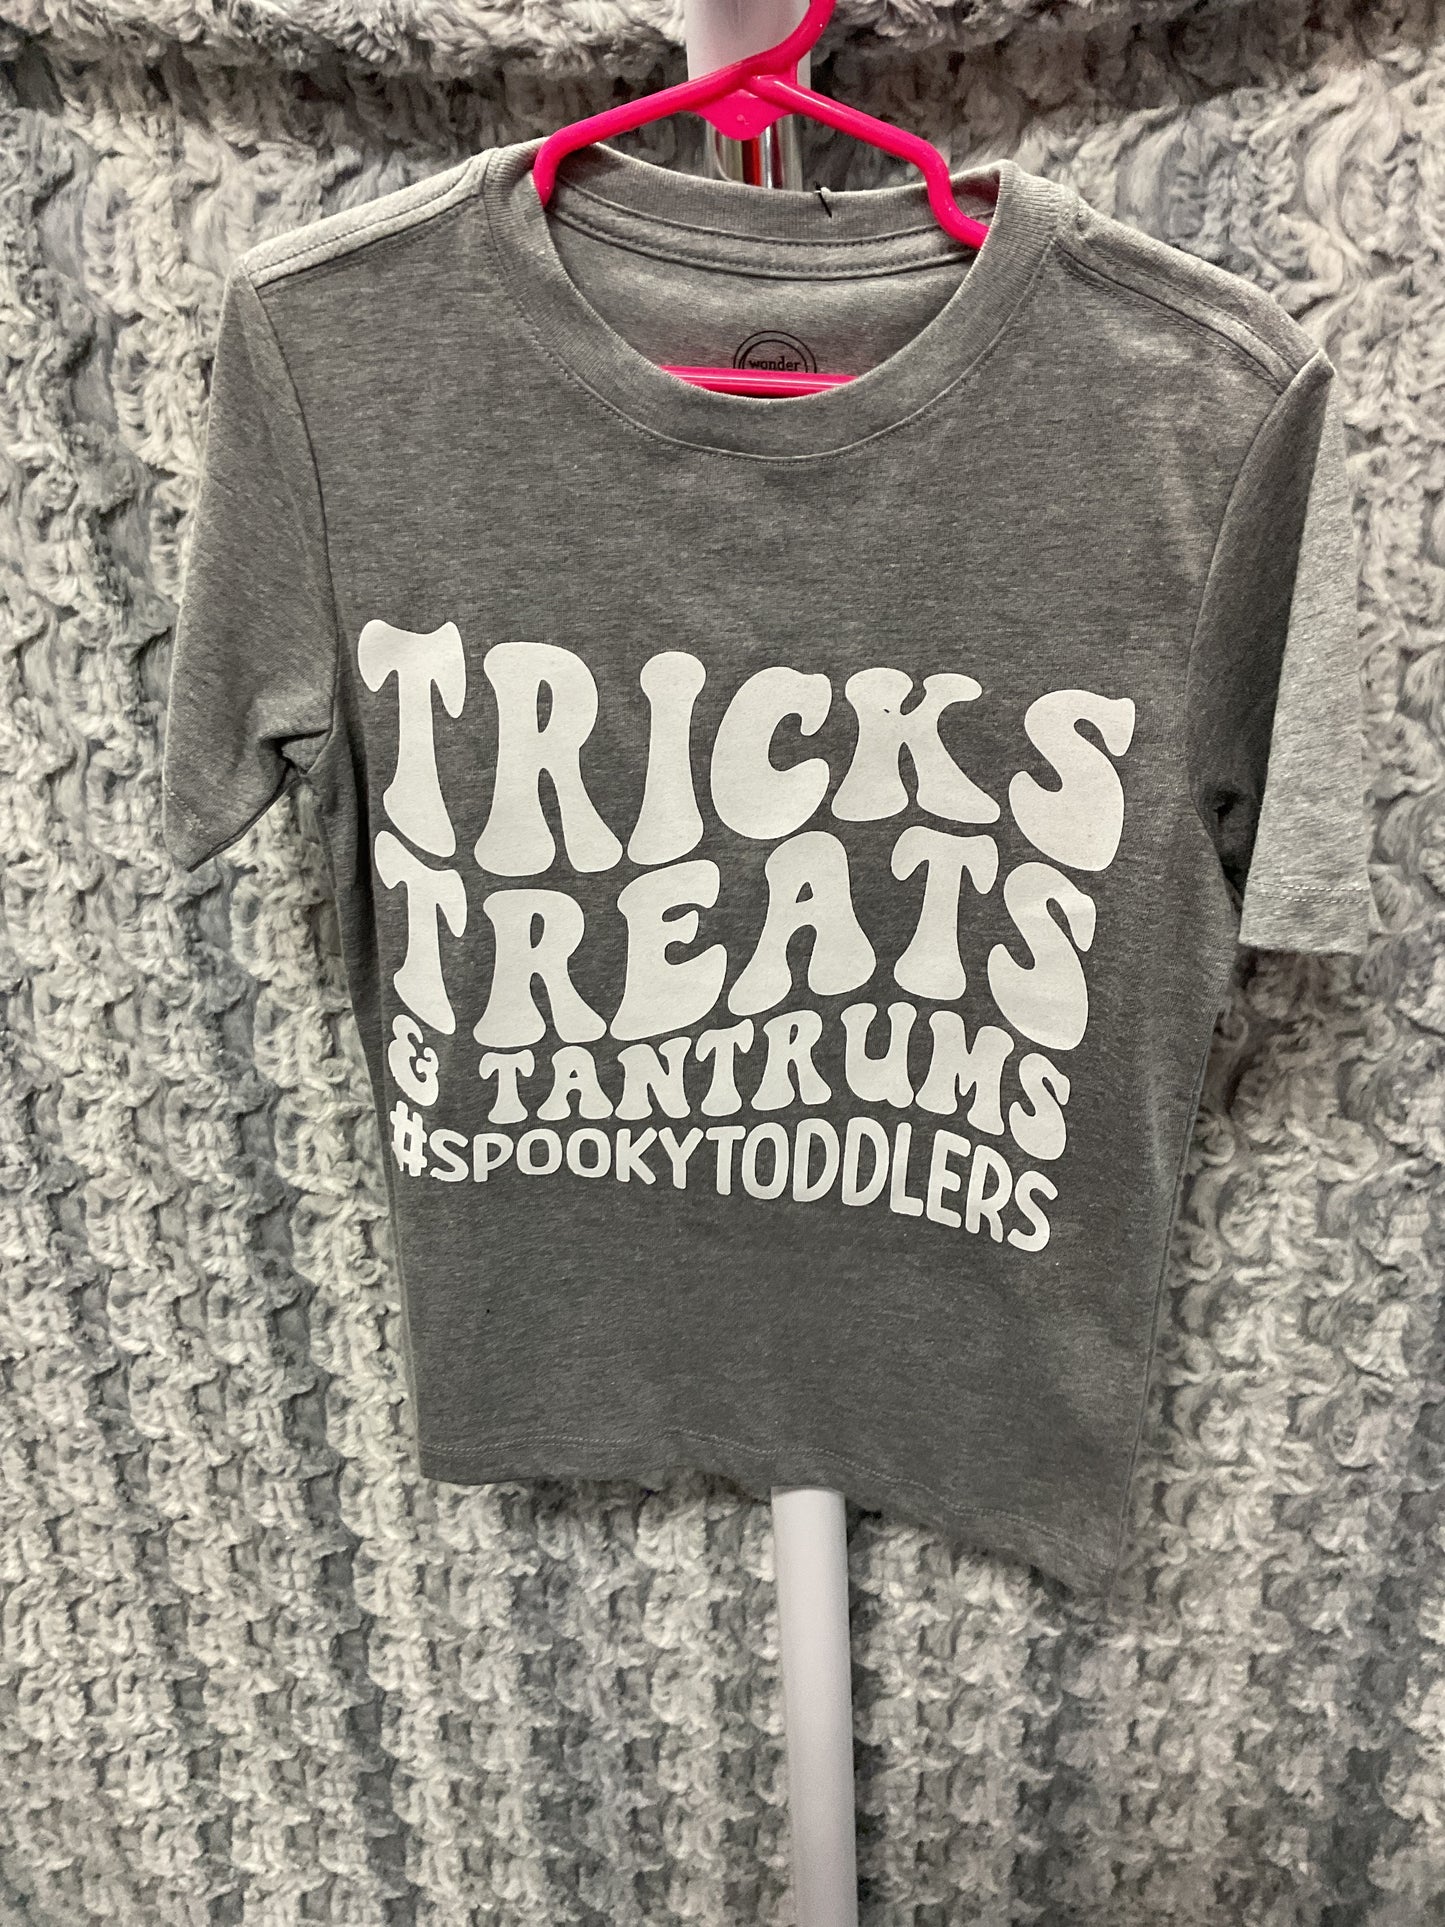 wonder
TRICKS
TREATS
& TANTRUMS
#SPOOKYTODDLERS